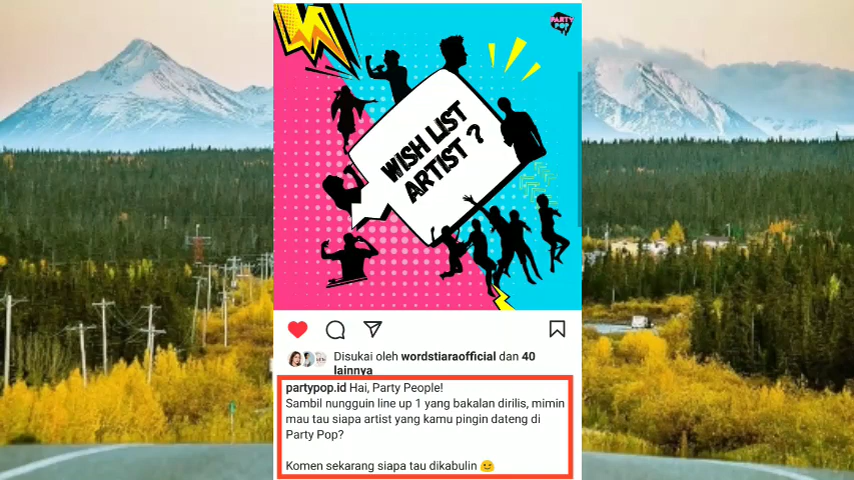 PARTY
POP
WISH LIST
ARTIST ?
Disukai oleh wordstiaraofficial dan 40
lainnya
partypop.id Hai, Party People!
Sambil nungguin line up 1 yang bakalan dirilis, mimin
mau tau siapa artist yang kamu pingin dateng di
Party Pop?
Komen sekarang siapa tau dikabulin 😉